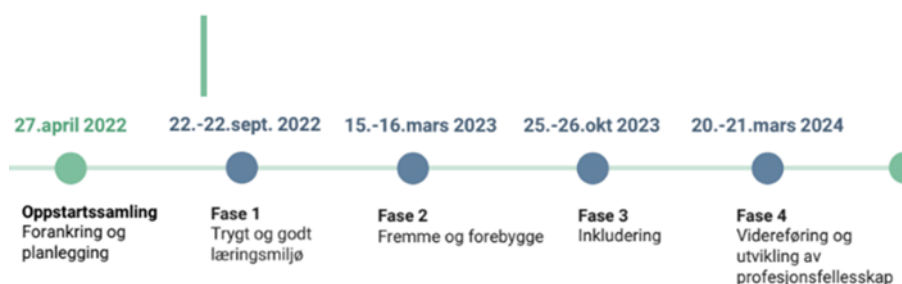 27.april 2022
22.-22.sept. 2022
15.-16.mars 2023
25.-26.okt 2023
20.-21.mars 2024
Oppstartssamling
Forankring og
planlegging
Fase 1
Trygt og godt
læringsmiljø
Fase 2
Fremme og forebygge
Fase 3
Inkludering
Fase 4
Videreføring og
utvikling av
profesjonsfellesskap